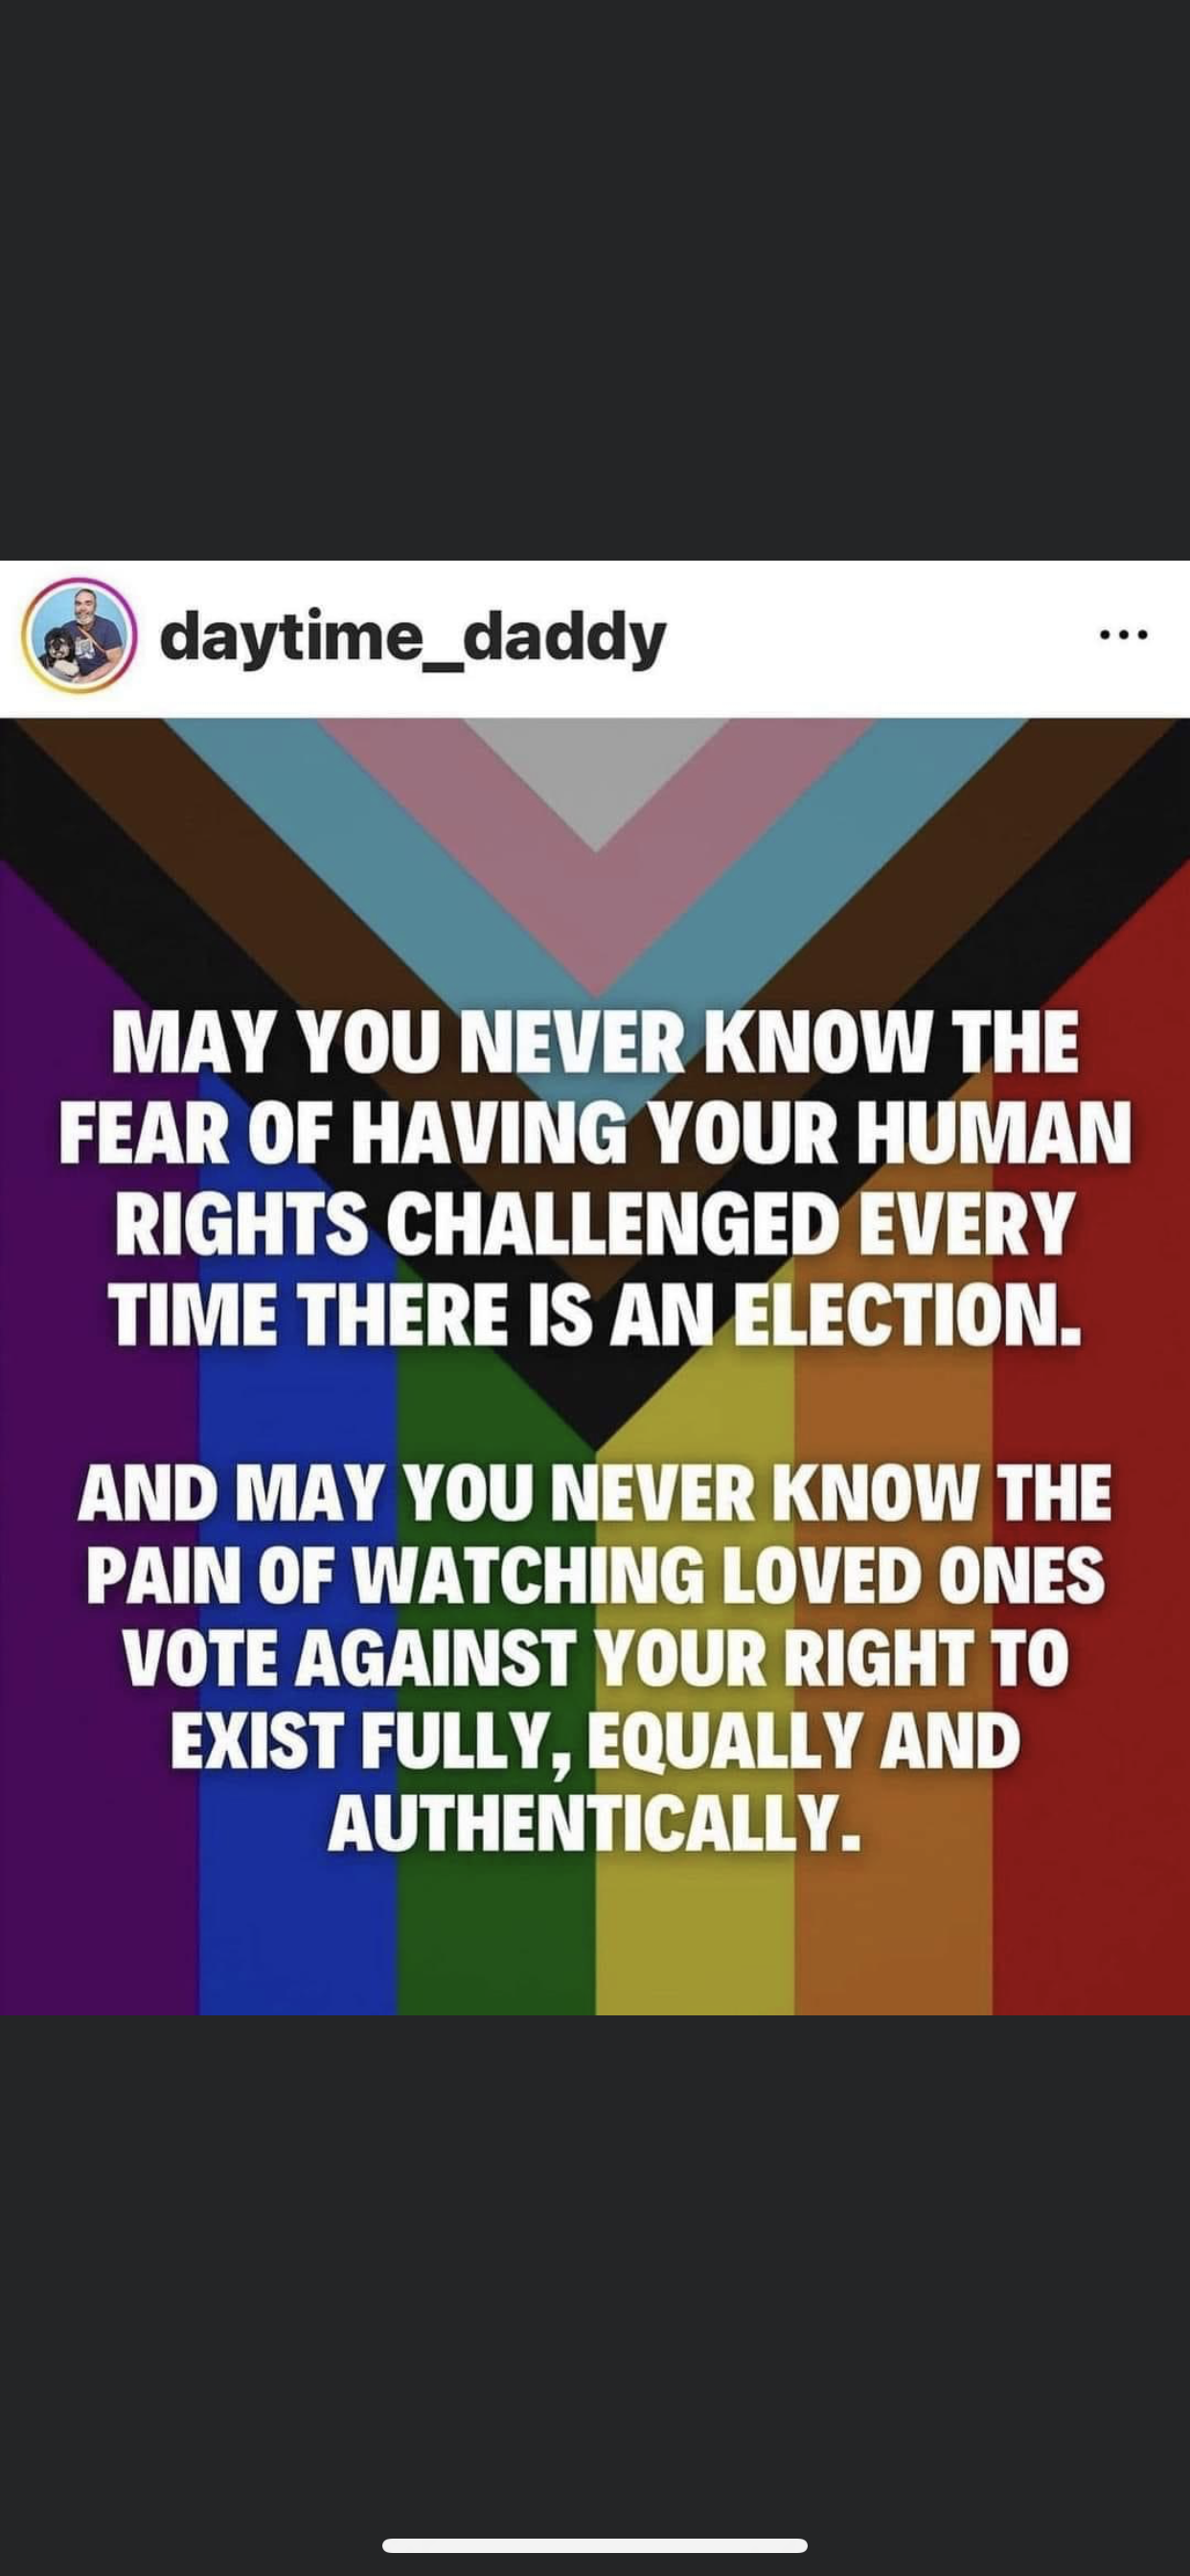 daytime_daddy
MAY YOU NEVER KNOW THE
FEAR OF HAVING YOUR HUMAN
RIGHTS CHALLENGED EVERY
TIME THERE IS AN ELECTION.
AND MAY YOU NEVER KNOW THE
PAIN OF WATCHING LOVED ONES
VOTE AGAINST YOUR RIGHT TO
EXIST FULLY, EQUALLY AND
AUTHENTICALLY.